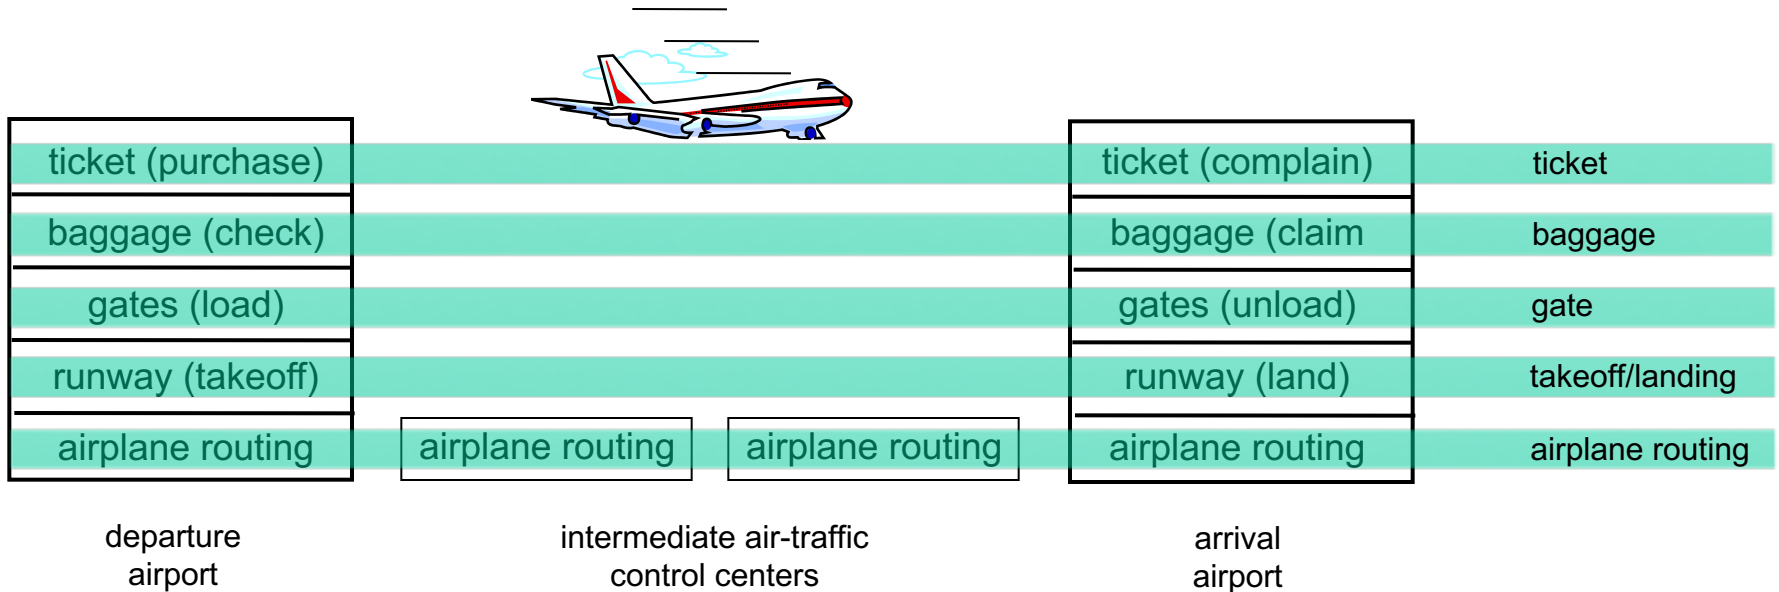 ticket (purchase)
ticket (complain)
ticket
baggage (check)
baggage (claim
baggage
gates (load)
gates (unload)
gate
runway (takeoff)
runway (land)
takeoff/landing
airplane routing
airplane routing
airplane routing
airplane routing
airplane routing
departure
airport
intermediate air-traffic
control centers
arrival
airport